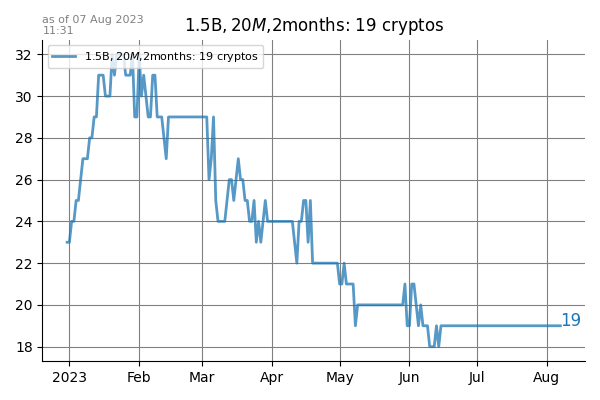 as of 07 Aug 2023
11:31
1.5B, 20M,2months: 19 cryptos
1.5B, 20M,2months: 19 cryptos
32
30
28
26
24
22
20
18
19
2023 Feb Mar Apr May Jun Jul Aug